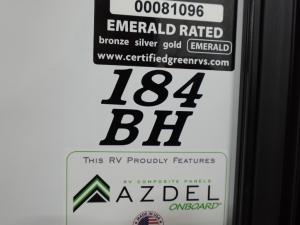 00081096
EMERALD RATED
bronze silver gold EMERALD
www.certifiedgreenrvs.com
184
BH
THIS RV PROUDLY FEATURES
RV COMPOSITE PANELS
AZDEL
ONBOARD®